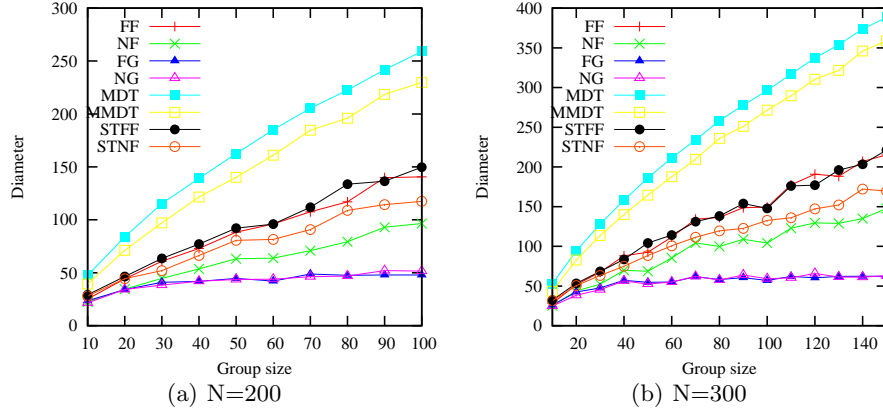 300
250
200
150
100
50
0
Diameter
FF
NF
FG
NG
MDT
MMDT
STFF
STNF
10 20 30 40 50 60 70 80 90 100
Group size
(a) N=200
400
350
300
250
200
150
100
50
0
Diameter
FF
NF
FG
NG
MDT
MMDT
STFF
STNF
20 40 60 80 100 120 140
Group size
(b) N=300